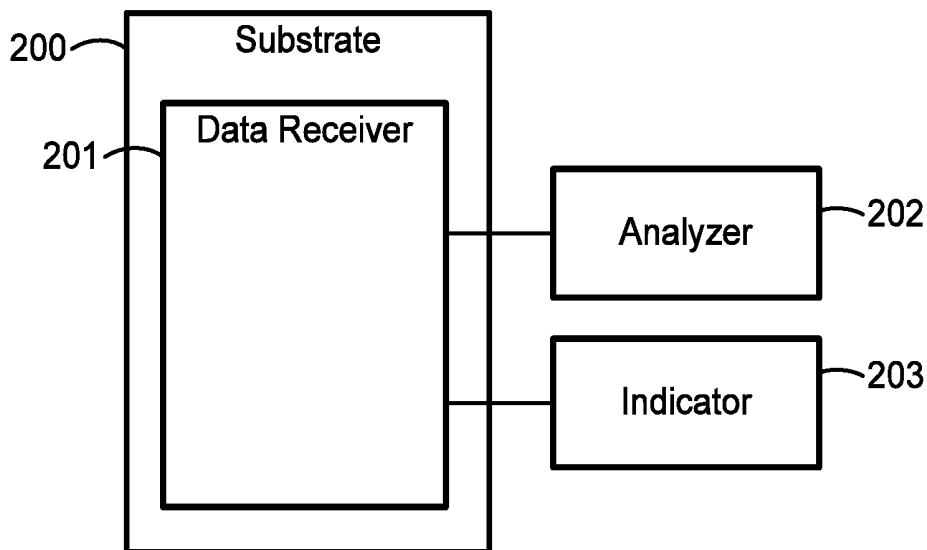 200
Substrate
Data Receiver
201
Analyzer
202
Indicator
203